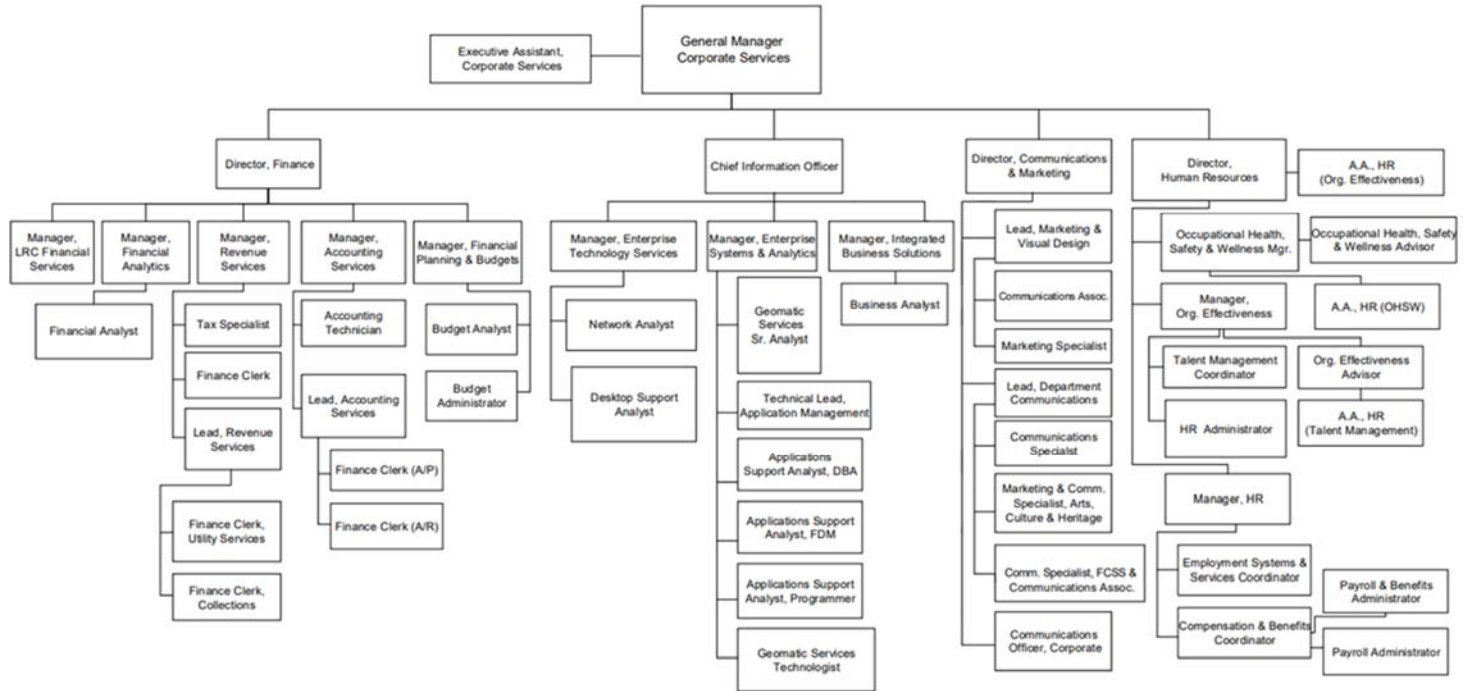 General Manager
Corporate Services
Executive Assistant,
Corporate Services
Director, Finance
Chief Information Officer
Director, Communications
& Marketing
Director,
Human Resources
A.A., HR
(Org. Effectiveness)
Manager,
LRC Financial
Services
Manager,
Financial
Analytics
Manager,
Revenue
Services
Manager,
Accounting
Services
Manager, Financial
Planning & Budgets
Financial Analyst
Tax Specialist
Finance Clerk
Lead, Revenue
Services
Finance Clerk,
Utility Services
Finance Clerk,
Collections
Accounting
Technician
Lead, Accounting
Services
Finance Clerk (A/P)
Finance Clerk (A/R)
Budget Analyst
Budget
Administrator
Manager, Enterprise
Technology Services
Manager, Enterprise
Systems & Analytics
Manager, Integrated
Business Solutions
Network Analyst
Desktop Support
Analyst
Geomatic
Services
Sr. Analyst
Technical Lead,
Application Management
Applications
Support Analyst, DBA
Applications Support
Analyst, FDM
Applications Support
Analyst, Programmer
Geomatic Services
Technologist
Business Analyst
Lead, Marketing &
Visual Design
Communications Assoc.
Marketing Specialist
Lead, Department
Communications
Communications
Specialist
Marketing & Comm.
Specialist, Arts,
Culture & Heritage
Comm. Specialist, FCSS &
Communications Assoc.
Communications
Officer, Corporate
Occupational Health,
Safety & Wellness Mgr.
Occupational Health, Safety
& Wellness Advisor
A.A., HR (OHSW)
Manager,
Org. Effectiveness
Talent Management
Coordinator
HR Administrator
Org. Effectiveness
Advisor
A.A., HR
(Talent Management)
Manager, HR
Employment Systems &
Services Coordinator
Compensation & Benefits
Coordinator
Payroll & Benefits
Administrator
Payroll Administrator